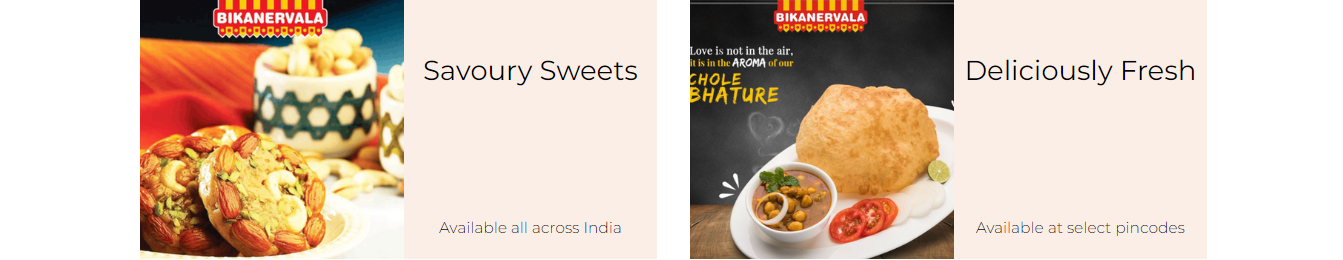 BIKANERVALA
Savoury Sweets
Available all across India
BIKANERVALA
Love is not in the air,
it is in the AROMA of our
CHOLE
BHATURE
Deliciously Fresh
Available at select pincodes